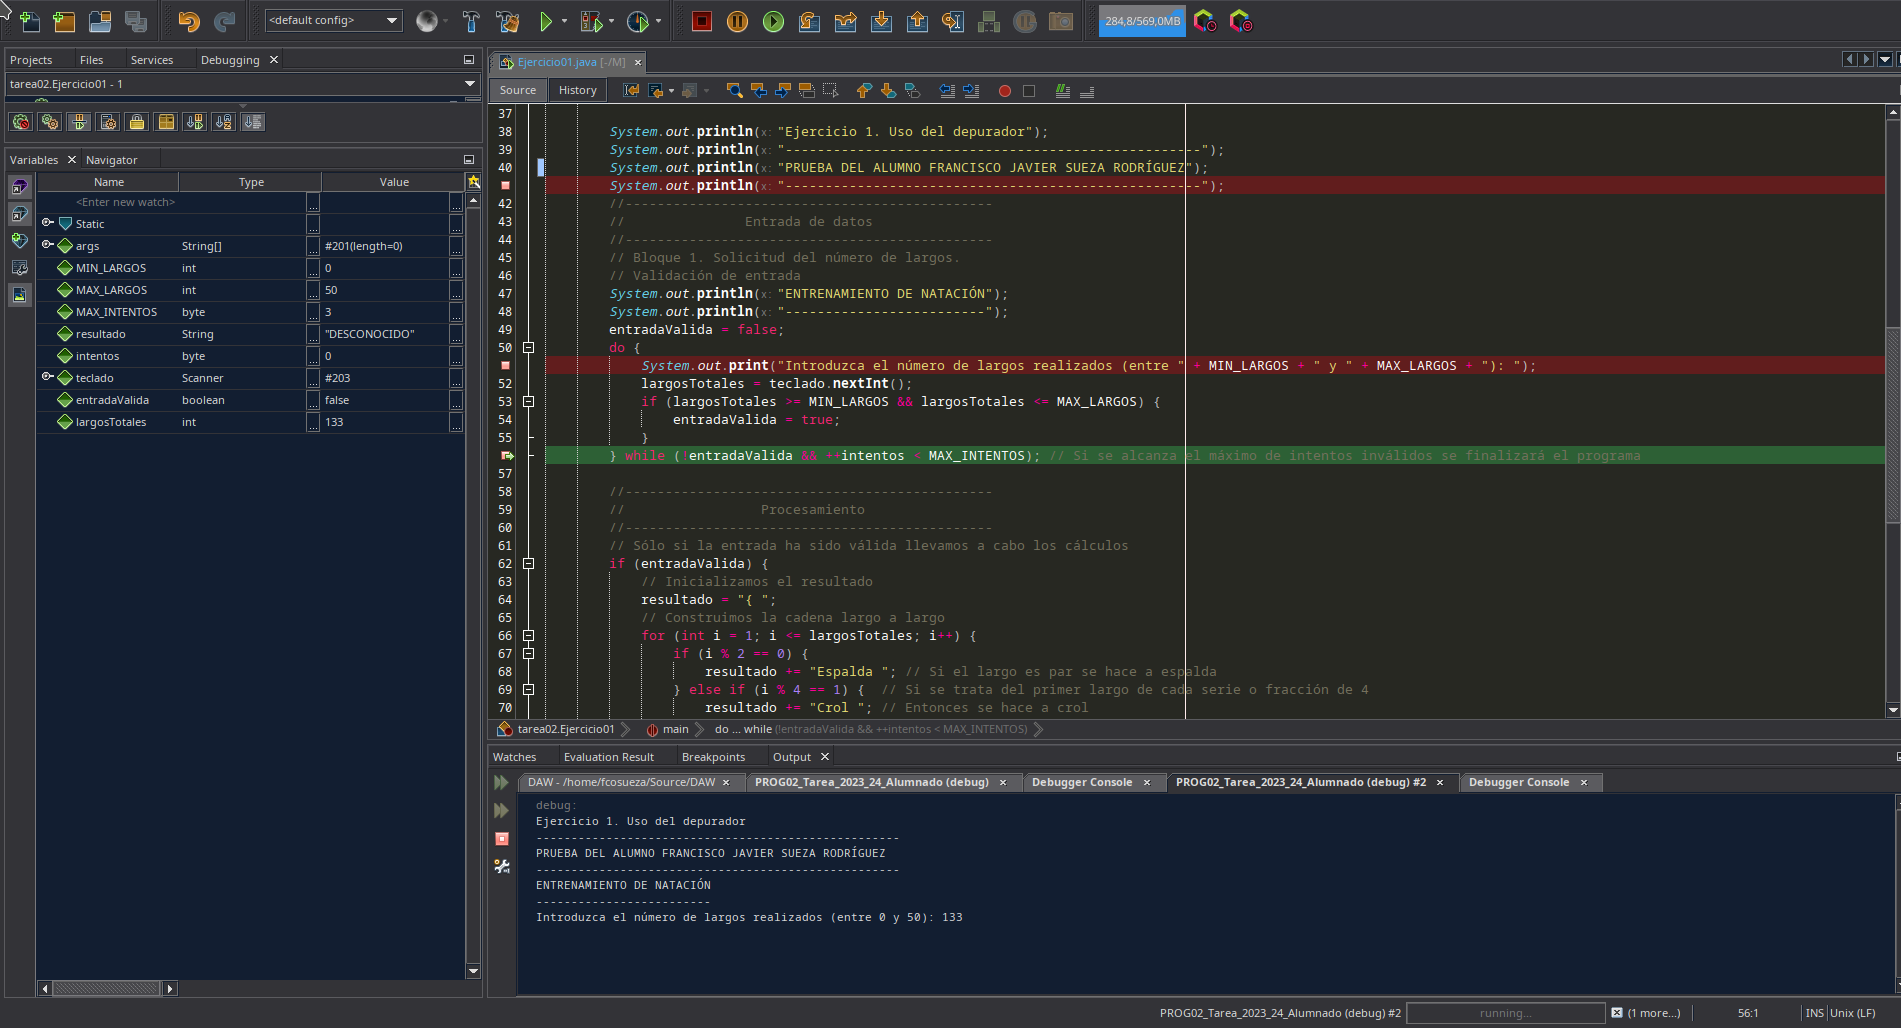 <default config>
284,8/569,0MB
Projects Files Services Debugging
tarea02.Ejercicio01 - 1
Variables Navigator
Name Type Value
<Enter new watch>
Static
args String[] #201(length=0)
MIN_LARGOS int 0
MAX_LARGOS int 50
MAX_INTENTOS byte 3
resultado String "DESCONOCIDO"
intentos byte 0
teclado Scanner #203
entradaValida boolean false
largosTotales int 133
Ejercicio01.java [-/M]
Source History
37
38 System.out.println(x: "Ejercicio 1. Uso del depurador");
39 System.out.println(x: "----------------------------------------------------");
40 System.out.println(x: "PRUEBA DEL ALUMNO FRANCISCO JAVIER SUEZA RODRÍGUEZ");
System.out.println(x: "----------------------------------------------------");
42 //----------------------------------------------
43 // Entrada de datos
44 //----------------------------------------------
45 // Bloque 1. Solicitud del número de largos.
46 // Validación de entrada
47 System.out.println(x: "ENTRENAMIENTO DE NATACIÓN");
48 System.out.println(x: "-------------------------");
49 entradaValida = false;
50 do {
System.out.print("Introduzca el número de largos realizados (entre " + MIN_LARGOS + " y " + MAX_LARGOS + "): ");
52 largosTotales = teclado.nextInt();
53 if (largosTotales >= MIN_LARGOS && largosTotales <= MAX_LARGOS) {
54 entradaValida = true;
55 }
} while (!entradaValida && ++intentos < MAX_INTENTOS); // Si se alcanza el máximo de intentos inválidos se finalizará el programa
57
58 //----------------------------------------------
59 // Procesamiento
60 //----------------------------------------------
61 // Sólo si la entrada ha sido válida llevamos a cabo los cálculos
62 if (entradaValida) {
63 // Inicializamos el resultado
64 resultado = "{ ";
65 // Construimos la cadena largo a largo
66 for (int i = 1; i <= largosTotales; i++) {
67 if (i % 2 == 0) {
68 resultado += "Espalda "; // Si el largo es par se hace a espalda
69 } else if (i % 4 == 1) { // Si se trata del primer largo de cada serie o fracción de 4
70 resultado += "Crol "; // Entonces se hace a crol
tarea02.Ejercicio01 main do ... while (!entradaValida && ++intentos < MAX_INTENTOS)
Watches Evaluation Result Breakpoints Output
DAW - /home/fcosueza/Source/DAW PROG02_Tarea_2023_24_Alumnado (debug) Debugger Console PROG02_Tarea_2023_24_Alumnado (debug) #2 Debugger Console
debug:
Ejercicio 1. Uso del depurador
----------------------------------------------------
PRUEBA DEL ALUMNO FRANCISCO JAVIER SUEZA RODRÍGUEZ
----------------------------------------------------
ENTRENAMIENTO DE NATACIÓN
-------------------------
Introduzca el número de largos realizados (entre 0 y 50): 133
PROG02_Tarea_2023_24_Alumnado (debug) #2 running... (1 more...) 56:1 INS Unix (LF)